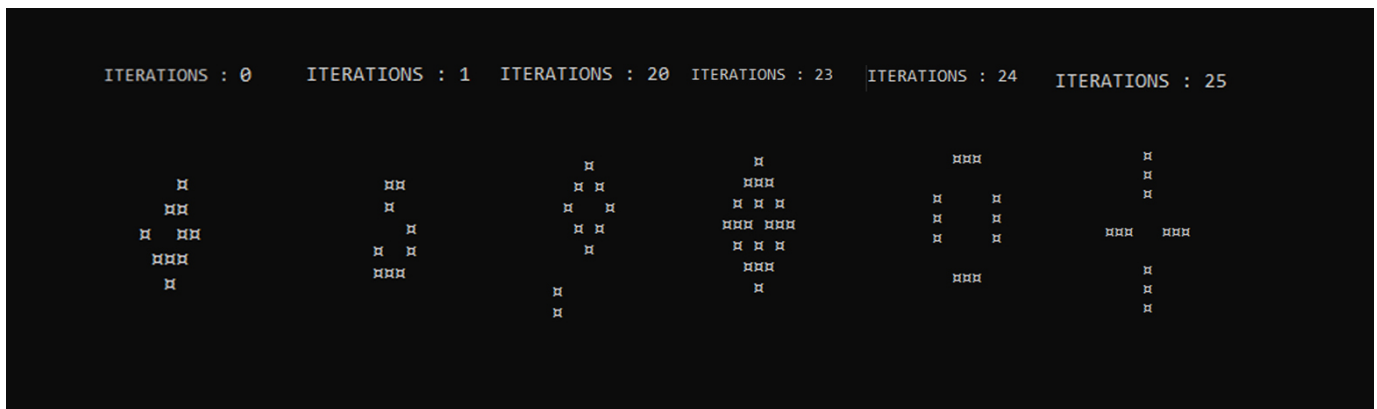 ITERATIONS : 0
ITERATIONS : 1
ITERATIONS : 20
ITERATIONS : 23
ITERATIONS : 24
ITERATIONS : 25